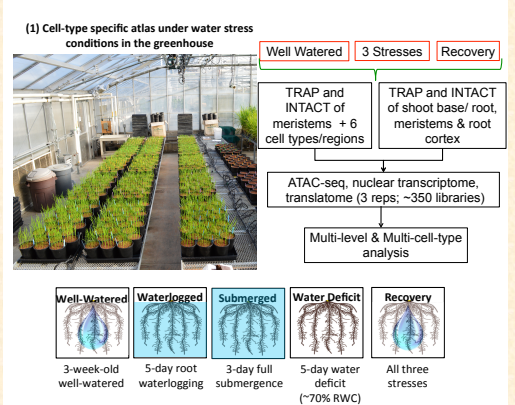 (1) Cell-type specific atlas under water stress
conditions in the greenhouse
Well Watered
3 Stresses
Recovery
TRAP and
INTACT of
meristems + 6
cell types/regions
TRAP and INTACT
of shoot base/ root,
meristems & root
cortex
ATAC-seq, nuclear transcriptome,
translatome (3 reps; ~350 libraries)
Multi-level & Multi-cell-type
analysis
Well-Watered
Waterlogged
Submerged
Water Deficit
Recovery
3-week-old
well-watered
5-day root
waterlogging
3-day full
submergence
5-day water
deficit
(~70% RWC)
All three
stresses